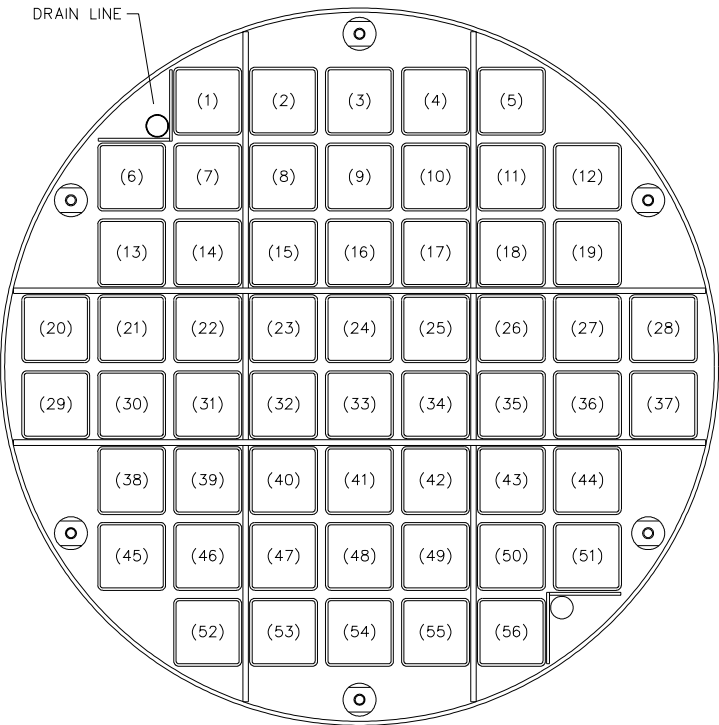 DRAIN LINE
(1) (2) (3) (4) (5)
(6) (7) (8) (9) (10) (11) (12)
(13) (14) (15) (16) (17) (18) (19)
(20) (21) (22) (23) (24) (25) (26) (27) (28)
(29) (30) (31) (32) (33) (34) (35) (36) (37)
(38) (39) (40) (41) (42) (43) (44)
(45) (46) (47) (48) (49) (50) (51)
(52) (53) (54) (55) (56)